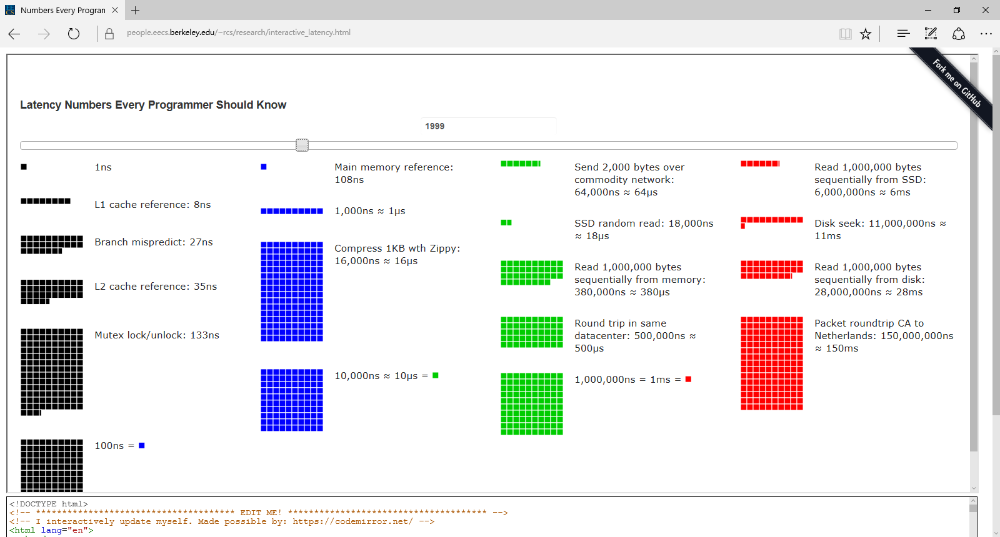 Numbers Every Program
people.eecs.berkeley.edu/~rcs/research/interactive_latency.html
Fork me on GitHub
Latency Numbers Every Programmer Should Know
1999
1ns
L1 cache reference: 8ns
Branch mispredict: 27ns
L2 cache reference: 35ns
Mutex lock/unlock: 133ns
100ns =
Main memory reference:
108ns
1,000ns ≈ 1µs
Compress 1KB wth Zippy:
16,000ns ≈ 16µs
10,000ns ≈ 10µs =
Send 2,000 bytes over
commodity network:
64,000ns ≈ 64µs
SSD random read: 18,000ns
≈ 18µs
Read 1,000,000 bytes
sequentially from memory:
380,000ns ≈ 380µs
Round trip in same
datacenter: 500,000ns ≈
500µs
1,000,000ns = 1ms =
Read 1,000,000 bytes
sequentially from SSD:
6,000,000ns ≈ 6ms
Disk seek: 11,000,000ns ≈
11ms
Read 1,000,000 bytes
sequentially from disk:
28,000,000ns ≈ 28ms
Packet roundtrip CA to
Netherlands: 150,000,000ns
≈ 150ms
<!DOCTYPE html>
<!-- ************************************** EDIT ME! ************************************** -->
<!-- I interactively update myself. Made possible by: https://codemirror.net/ -->
<html lang="en">